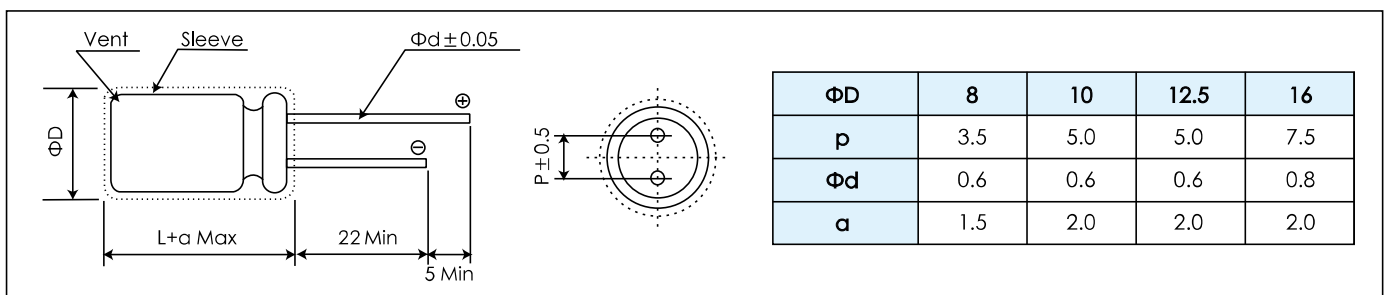 Vent Sleeve Φd±0.05
⊕
ΦD
⊖
P±0.5
L+a Max 22 Min
5 Min
ΦD 8 10 12.5 16
p 3.5 5.0 5.0 7.5
Φd 0.6 0.6 0.6 0.8
a 1.5 2.0 2.0 2.0